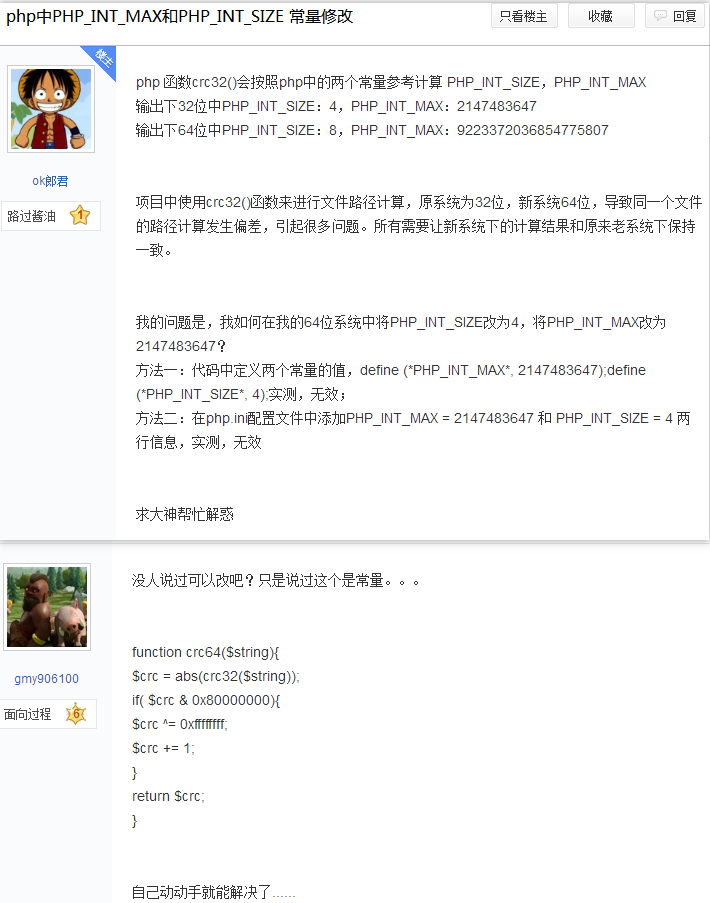 php中PHP_INT_MAX和PHP_INT_SIZE 常量修改
只看楼主
收藏
回复
楼主
ok郎君
路过酱油
1
php 函数crc32()会按照php中的两个常量参考计算 PHP_INT_SIZE，PHP_INT_MAX
输出下32位中PHP_INT_SIZE：4，PHP_INT_MAX：2147483647
输出下64位中PHP_INT_SIZE：8，PHP_INT_MAX：9223372036854775807
项目中使用crc32()函数来进行文件路径计算，原系统为32位，新系统64位，导致同一个文件
的路径计算发生偏差，引起很多问题。所有需要让新系统下的计算结果和原来老系统下保持
一致。
我的问题是，我如何在我的64位系统中将PHP_INT_SIZE改为4，将PHP_INT_MAX改为
2147483647？
方法一：代码中定义两个常量的值，define (*PHP_INT_MAX*, 2147483647);define
(*PHP_INT_SIZE*, 4);实测，无效；
方法二：在php.ini配置文件中添加PHP_INT_MAX = 2147483647 和 PHP_INT_SIZE = 4 两
行信息，实测，无效
求大神帮忙解惑
gmy906100
面向过程
6
没人说过可以改吧？只是说过这个是常量。。。
function crc64($string){
$crc = abs(crc32($string));
if( $crc & 0x80000000){
$crc ^= 0xffffffff;
$crc += 1;
}
return $crc;
}
自己动动手就能解决了......